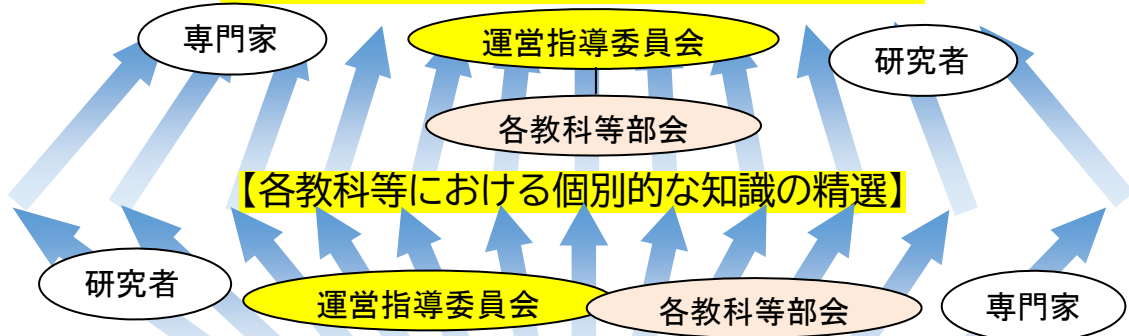 専門家
運営指導委員会
研究者
各教科等部会
【各教科等における個別的な知識の精選】
研究者
運営指導委員会
各教科等部会
専門家